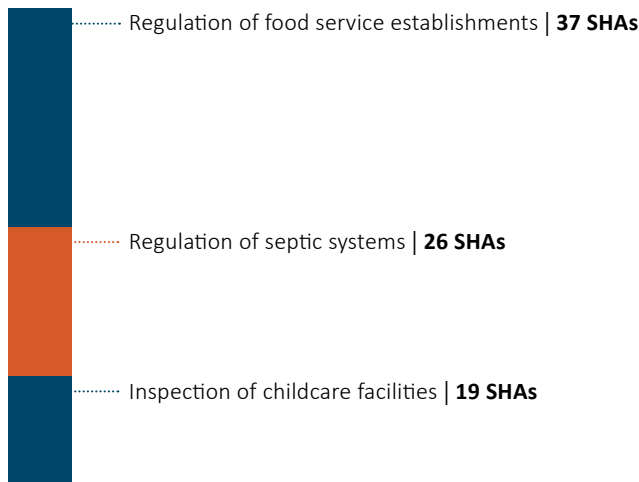 Regulation of food service establishments | 37 SHAs
Regulation of septic systems | 26 SHAs
Inspection of childcare facilities | 19 SHAs